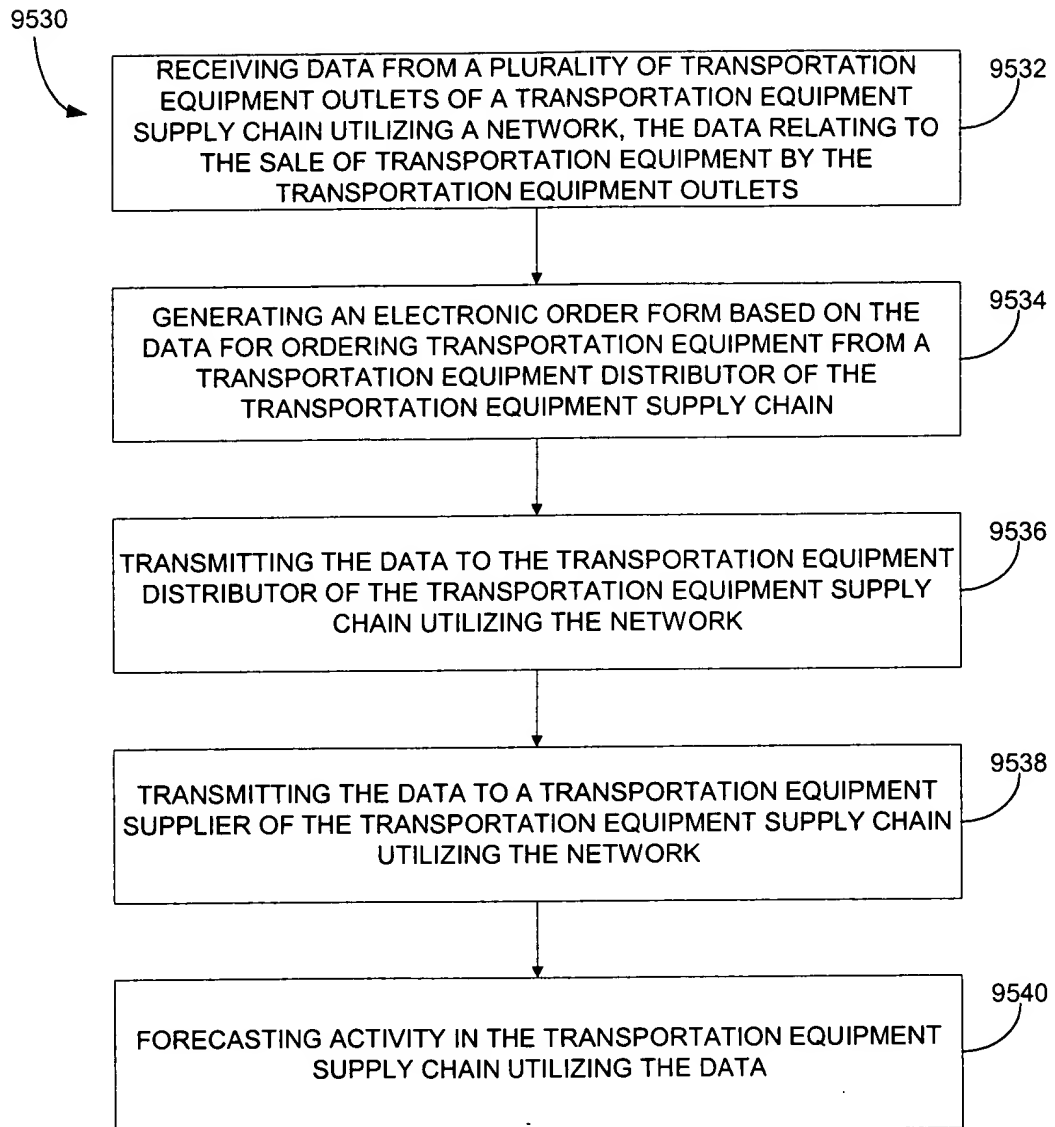 9530
RECEIVING DATA FROM A PLURALITY OF TRANSPORTATION
EQUIPMENT OUTLETS OF A TRANSPORTATION EQUIPMENT
SUPPLY CHAIN UTILIZING A NETWORK, THE DATA RELATING TO
THE SALE OF TRANSPORTATION EQUIPMENT BY THE
TRANSPORTATION EQUIPMENT OUTLETS
9532
GENERATING AN ELECTRONIC ORDER FORM BASED ON THE
DATA FOR ORDERING TRANSPORTATION EQUIPMENT FROM A
TRANSPORTATION EQUIPMENT DISTRIBUTOR OF THE
TRANSPORTATION EQUIPMENT SUPPLY CHAIN
9534
TRANSMITTING THE DATA TO THE TRANSPORTATION EQUIPMENT
DISTRIBUTOR OF THE TRANSPORTATION EQUIPMENT SUPPLY
CHAIN UTILIZING THE NETWORK
9536
TRANSMITTING THE DATA TO A TRANSPORTATION EQUIPMENT
SUPPLIER OF THE TRANSPORTATION EQUIPMENT SUPPLY CHAIN
UTILIZING THE NETWORK
9538
FORECASTING ACTIVITY IN THE TRANSPORTATION EQUIPMENT
SUPPLY CHAIN UTILIZING THE DATA
9540